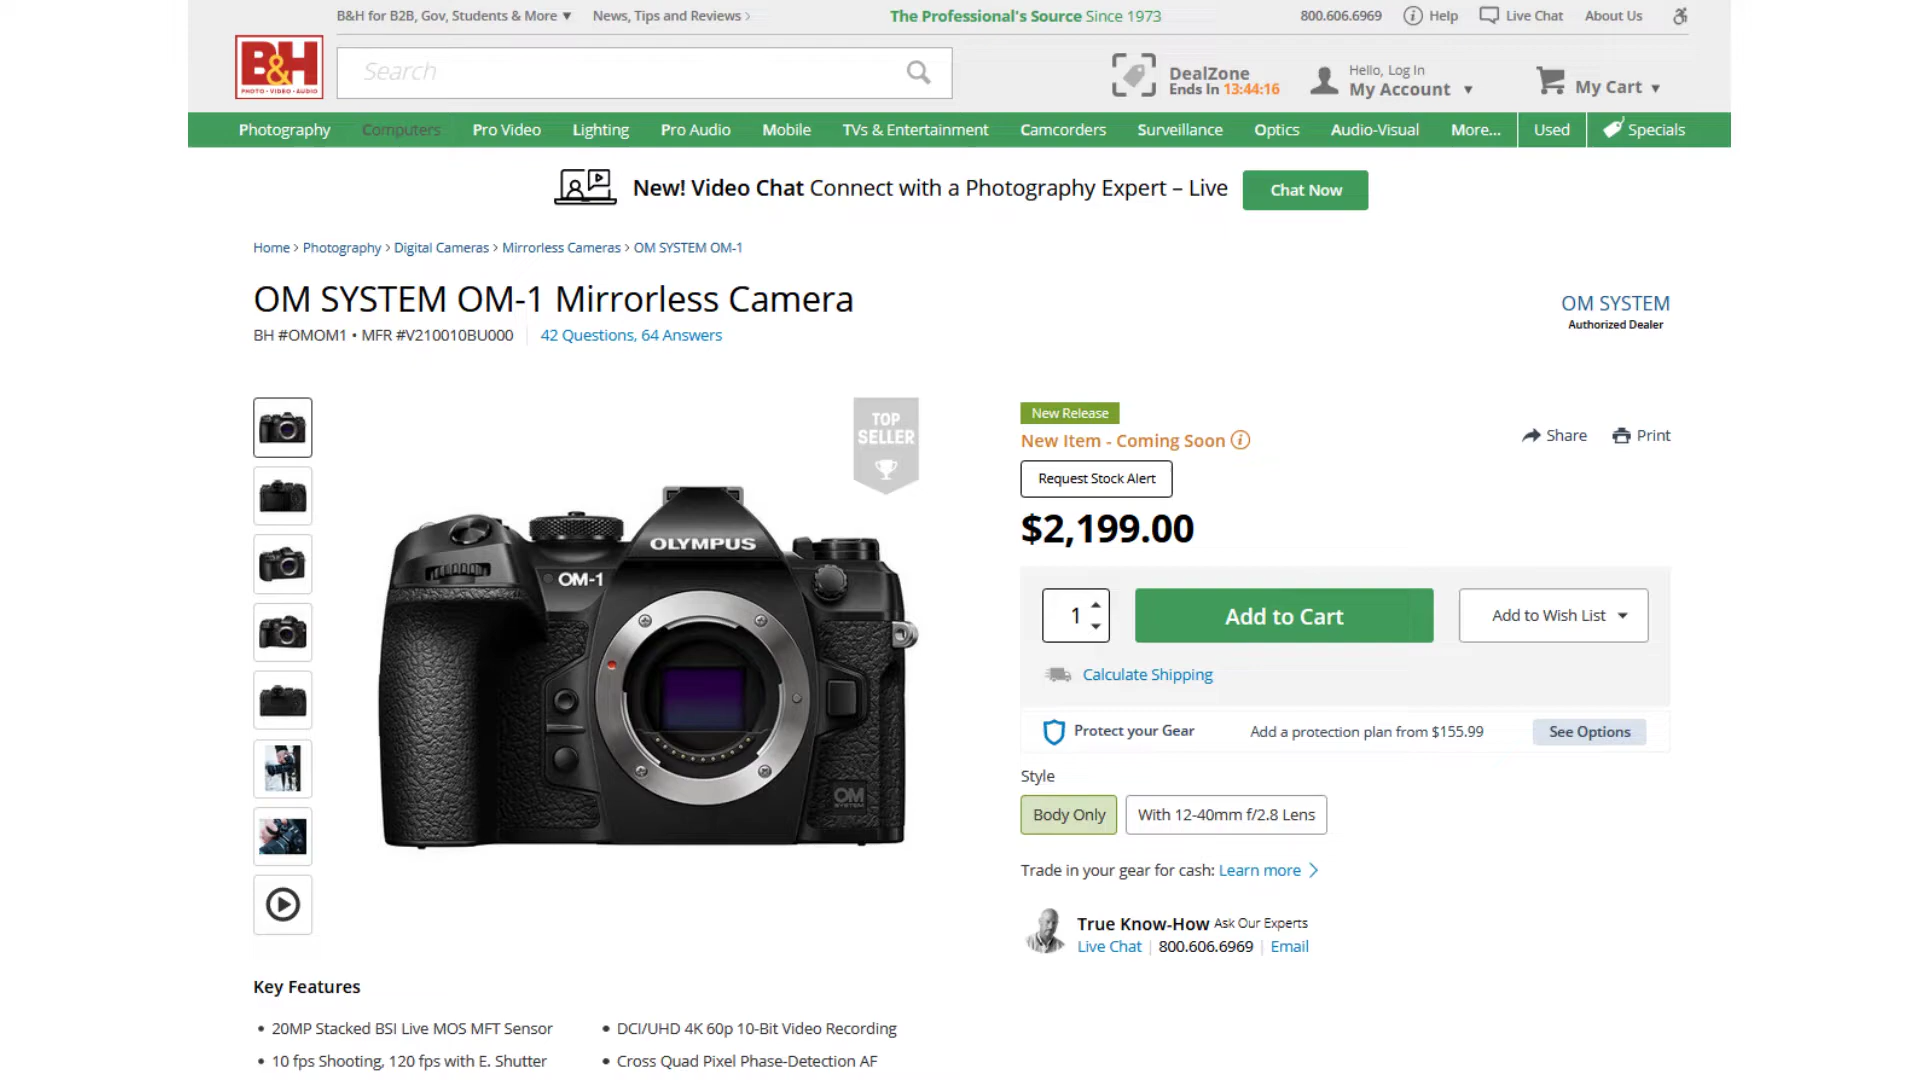 B&H for B2B, Gov, Students & More ▼ News, Tips and Reviews › The Professional's Source Since 1973 800.606.6969 Help Live Chat About Us
B&H
PHOTO • VIDEO • AUDIO
Search
DealZone
Ends In 13:44:16
Hello, Log In
My Account ▼
My Cart ▼
Photography Computers Pro Video Lighting Pro Audio Mobile TVs & Entertainment Camcorders Surveillance Optics Audio-Visual More... Used Specials
New! Video Chat Connect with a Photography Expert – Live Chat Now
Home › Photography › Digital Cameras › Mirrorless Cameras › OM SYSTEM OM-1
OM SYSTEM OM-1 Mirrorless Camera
BH #OMOM1 • MFR #V210010BU000 42 Questions, 64 Answers
OM SYSTEM
Authorized Dealer
TOP
SELLER
OLYMPUS
OM-1
OM
SYSTEM
New Release
New Item - Coming Soon
Share Print
Request Stock Alert
$2,199.00
1 Add to Cart Add to Wish List
Calculate Shipping
Protect your Gear Add a protection plan from $155.99 See Options
Style
Body Only With 12-40mm f/2.8 Lens
Trade in your gear for cash: Learn more
True Know-How Ask Our Experts
Live Chat | 800.606.6969 | Email
Key Features
• 20MP Stacked BSI Live MOS MFT Sensor • DCI/UHD 4K 60p 10-Bit Video Recording
• 10 fps Shooting, 120 fps with E. Shutter • Cross Quad Pixel Phase-Detection AF